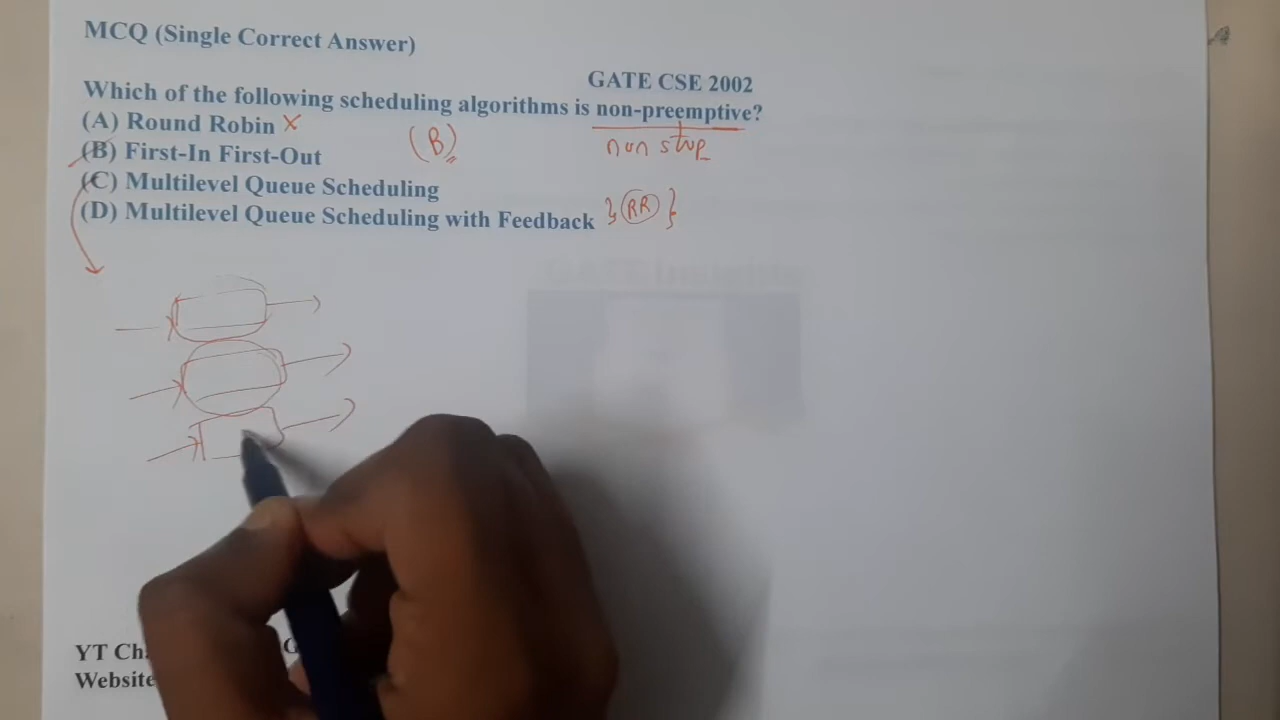 MCQ (Single Correct Answer)
GATE CSE 2002
Which of the following scheduling algorithms is non-preemptive?
(A) Round Robin X
(B) First-In First-Out
(B)
non stop
(C) Multilevel Queue Scheduling
(D) Multilevel Queue Scheduling with Feedback } (RR) }
YT Ch
Website